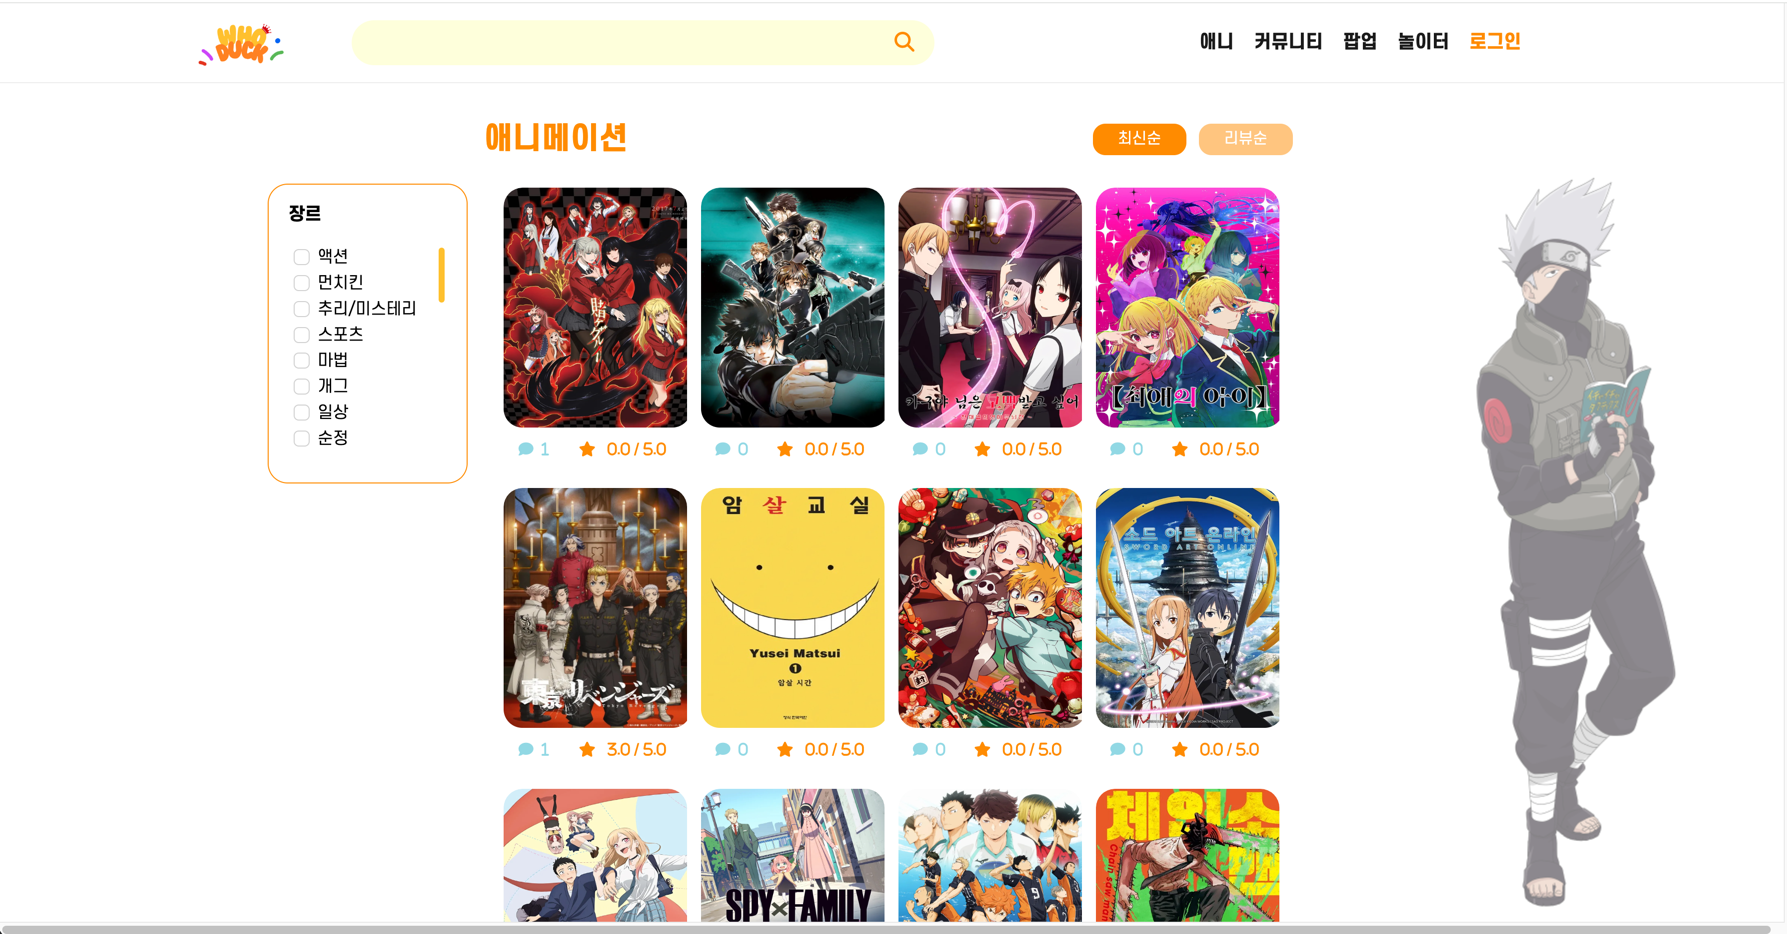 WHO
DUCK
애니 커뮤니티 팝업 놀이터 로그인
애니메이션
최신순 리뷰순
장르
액션
먼치킨
추리/미스테리
스포츠
마법
개그
일상
순정
賭ケグルイ
카구야 님은 고백받고 싶어
【최애의 아이】
1 0.0 / 5.0 0 0.0 / 5.0 0 0.0 / 5.0 0 0.0 / 5.0
東京リベンジャーズ
암 살 교 실
Yusei Matsui
1
암살 시간
소드 아트 온라인
SWORD ART ONLINE
1 3.0 / 5.0 0 0.0 / 5.0 0 0.0 / 5.0 0 0.0 / 5.0
SPY×FAMILY
9
체인소
맨
Chain saw man